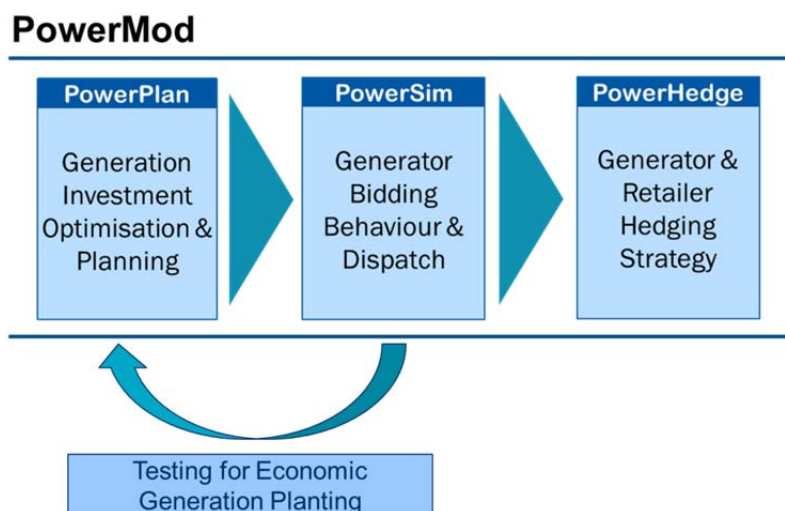 PowerMod
PowerPlan
Generation
Investment
Optimisation &
Planning
PowerSim
Generator
Bidding
Behaviour &
Dispatch
PowerHedge
Generator &
Retailer
Hedging
Strategy
Testing for Economic
Generation Planting